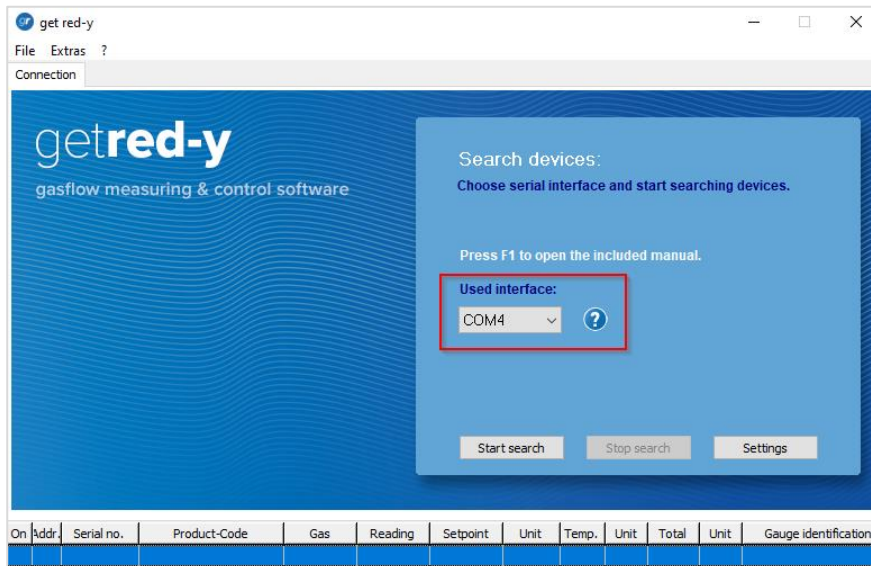 get red-y
File Extras ?
Connection
getred-y
gasflow measuring & control software
Search devices:
Choose serial interface and start searching devices.
Press F1 to open the included manual.
Used interface:
COM4 ?
Start search Stop search Settings
On Addr. Serial no. Product-Code Gas Reading Setpoint Unit Temp. Unit Total Unit Gauge identification